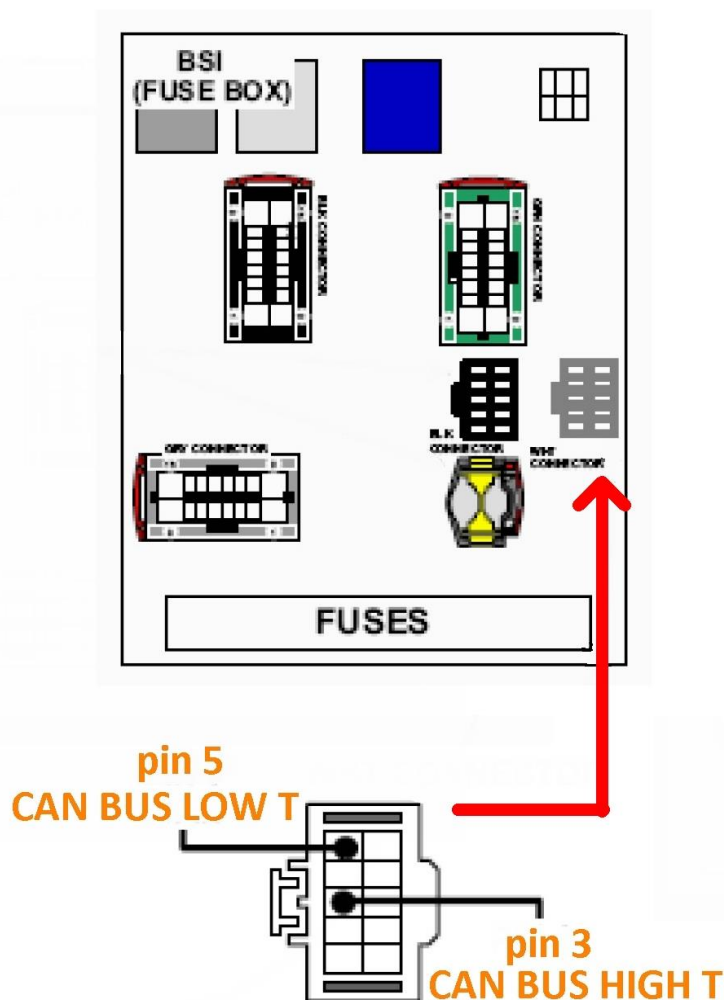 BSI
(FUSE BOX)
BLK CONNECTOR
GRN CONNECTOR
BLK
CONNECTOR
WHT
CONNECTOR
GRY CONNECTOR
FUSES
pin 5
CAN BUS LOW T
pin 3
CAN BUS HIGH T